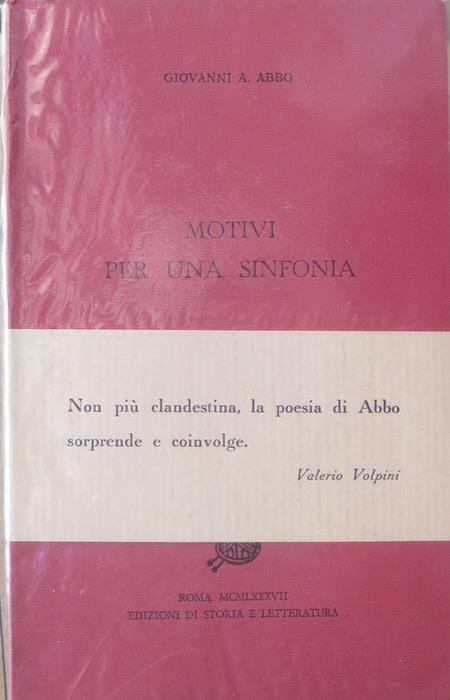 GIOVANNI A. ABBO
MOTIVI
PER UNA SINFONIA
Non più clandestina, la poesia di Abbo
sorprende e coinvolge.
Valerio Volpini
ROMA MCMLXXXVII
EDIZIONI DI STORIA E LETTERATURA